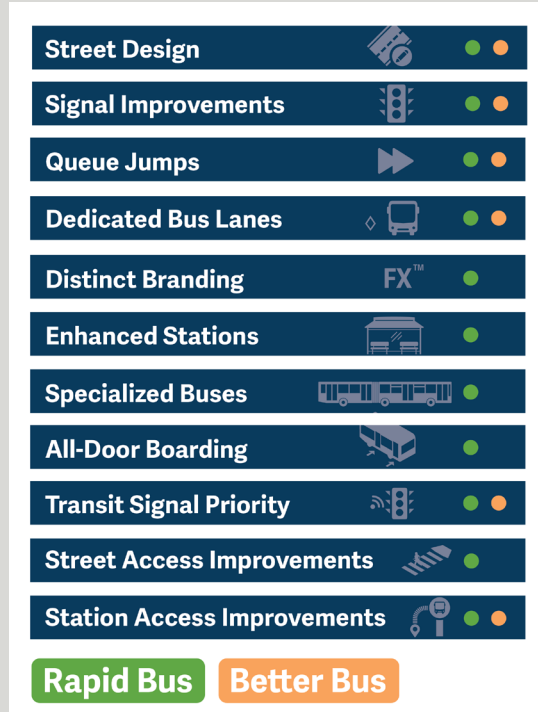 Street Design
Signal Improvements
Queue Jumps
Dedicated Bus Lanes
Distinct Branding FX™
Enhanced Stations
Specialized Buses
All-Door Boarding
Transit Signal Priority
Street Access Improvements
Station Access Improvements
Rapid Bus Better Bus